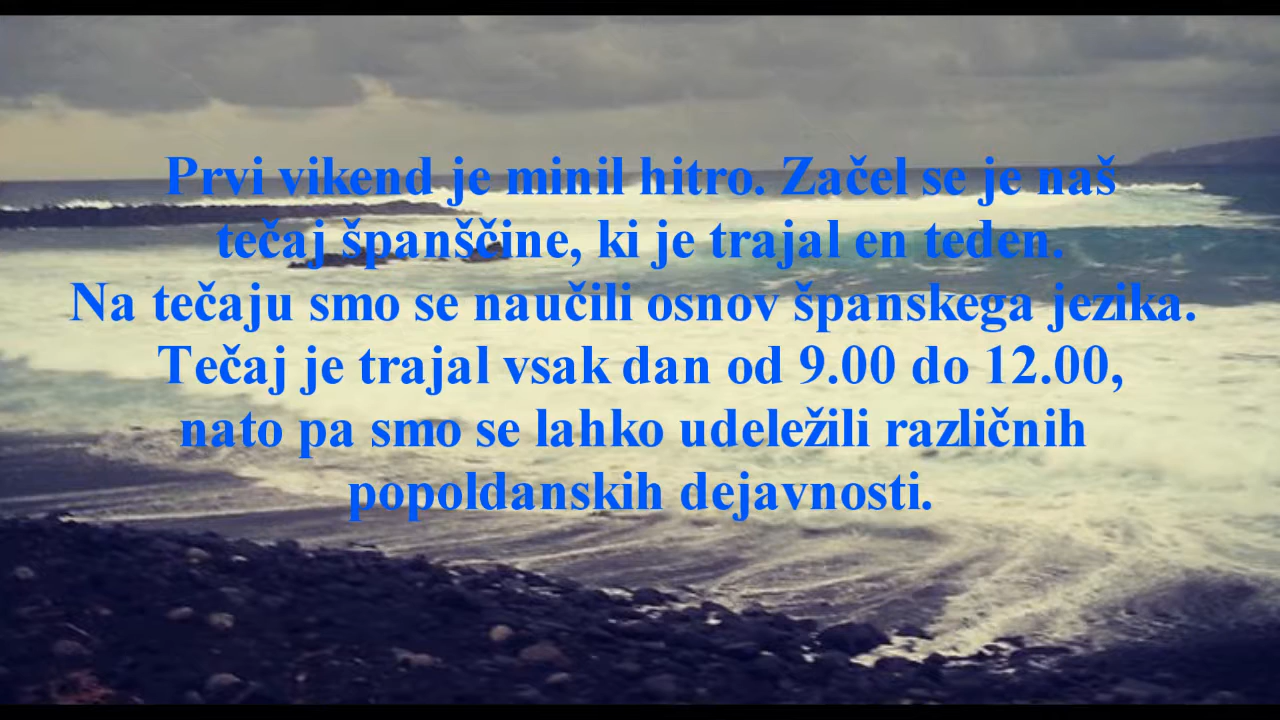 Prvi vikend je minil hitro. Začel se je naš
tečaj španščine, ki je trajal en teden.
Na tečaju smo se naučili osnov španskega jezika.
Tečaj je trajal vsak dan od 9.00 do 12.00,
nato pa smo se lahko udeležili različnih
popoldanskih dejavnosti.